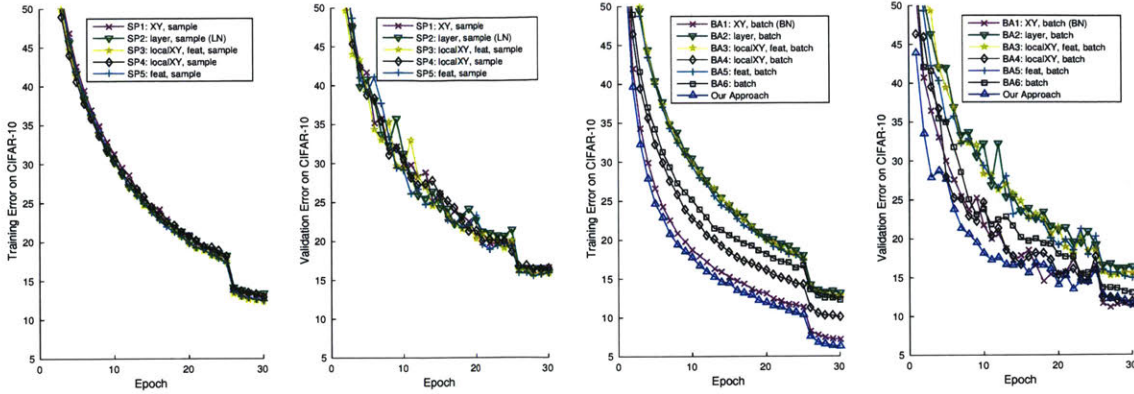 Training Error on CIFAR-10
50
45
40
35
30
25
20
15
10
5
0
10
20
30
Epoch
SP1: XY, sample
SP2: layer, sample (LN)
SP3: localXY, feat, sample
SP4: localXY, sample
SP5: feat, sample
Validation Error on CIFAR-10
50
45
40
35
30
25
20
15
10
5
0
10
20
30
Epoch
SP1: XY, sample
SP2: layer, sample (LN)
SP3: localXY, feat, sample
SP4: localXY, sample
SP5: feat, sample
Training Error on CIFAR-10
50
45
40
35
30
25
20
15
10
5
0
10
20
30
Epoch
BA1: XY, batch (BN)
BA2: layer, batch
BA3: localXY, feat, batch
BA4: localXY, batch
BA5: feat, batch
BA6: batch
Our Approach
Validation Error on CIFAR-10
50
45
40
35
30
25
20
15
10
5
0
10
20
30
Epoch
BA1: XY, batch (BN)
BA2: layer, batch
BA3: localXY, feat, batch
BA4: localXY, batch
BA5: feat, batch
BA6: batch
Our Approach